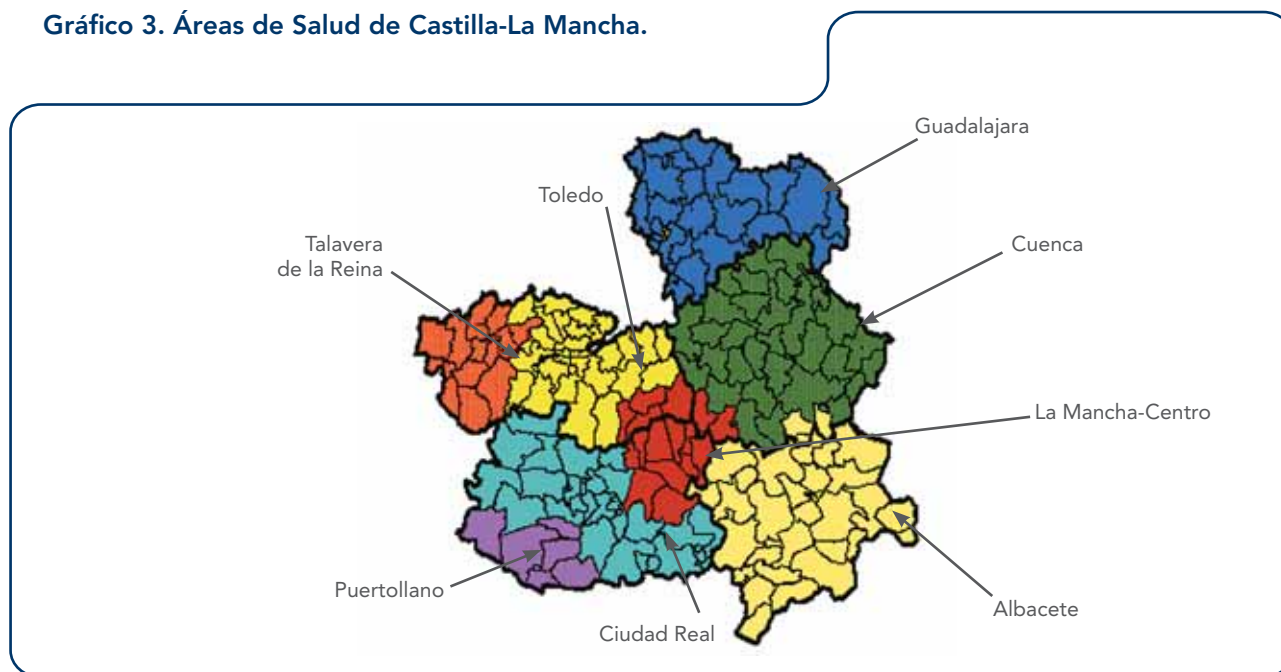 Gráfico 3. Áreas de Salud de Castilla-La Mancha.
Guadalajara
Toledo
Talavera
de la Reina
Cuenca
La Mancha-Centro
Puertollano
Ciudad Real
Albacete